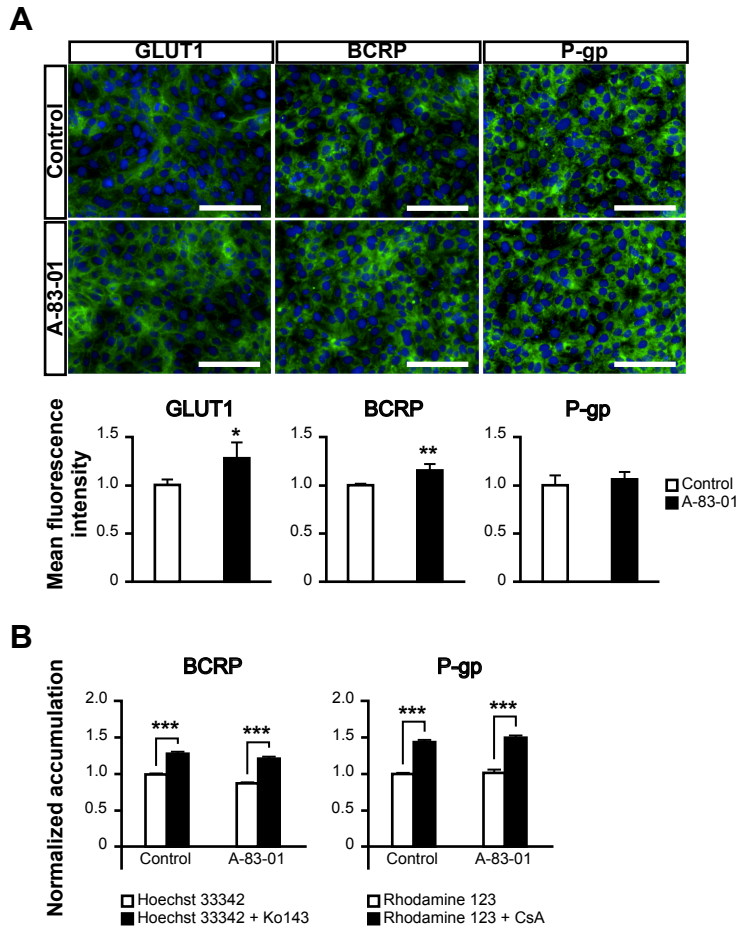 A
GLUT1 BCRP P-gp
Control
A-83-01
Mean fluorescence
intensity
GLUT1 BCRP P-gp
1.5 1.5 1.5
* **
1.0 1.0 1.0
Control
A-83-01
0.5 0.5 0.5
0 0 0
B
Normalized accumulation
BCRP P-gp
2.0 2.0
*** *** *** ***
1.5 1.5
1.0 1.0
0.5 0.5
0 0
Control A-83-01 Control A-83-01
Hoechst 33342 Rhodamine 123
Hoechst 33342 + Ko143 Rhodamine 123 + CsA